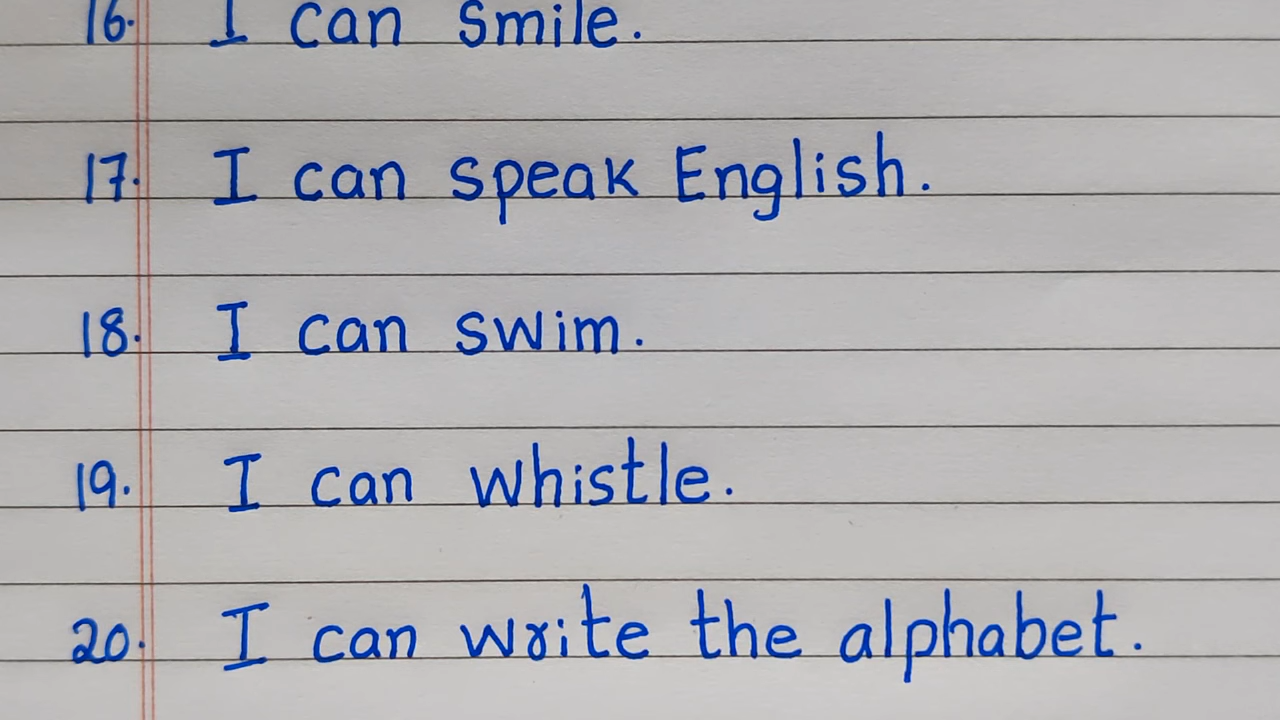 16. I can smile.
17. I can speak English.
18. I can swim.
19. I can whistle.
20. I can write the alphabet.